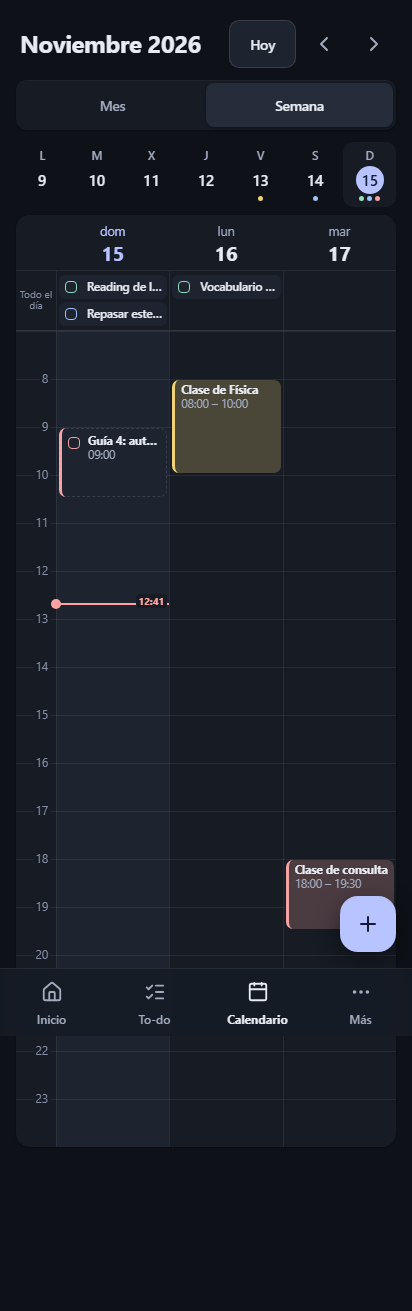 Noviembre 2026
Hoy
Mes
Semana
L M X J V S D
9 10 11 12 13 14 15
dom lun mar
15 16 17
Todo el día
Reading de l...
Vocabulario ...
Repasar este...
8
Clase de Física
08:00 – 10:00
9
Guía 4: aut...
09:00
10
11
12
12:41
13
14
15
16
17
18
Clase de consulta
18:00 – 19:30
19
20
Inicio
To-do
Calendario
Más
22
23